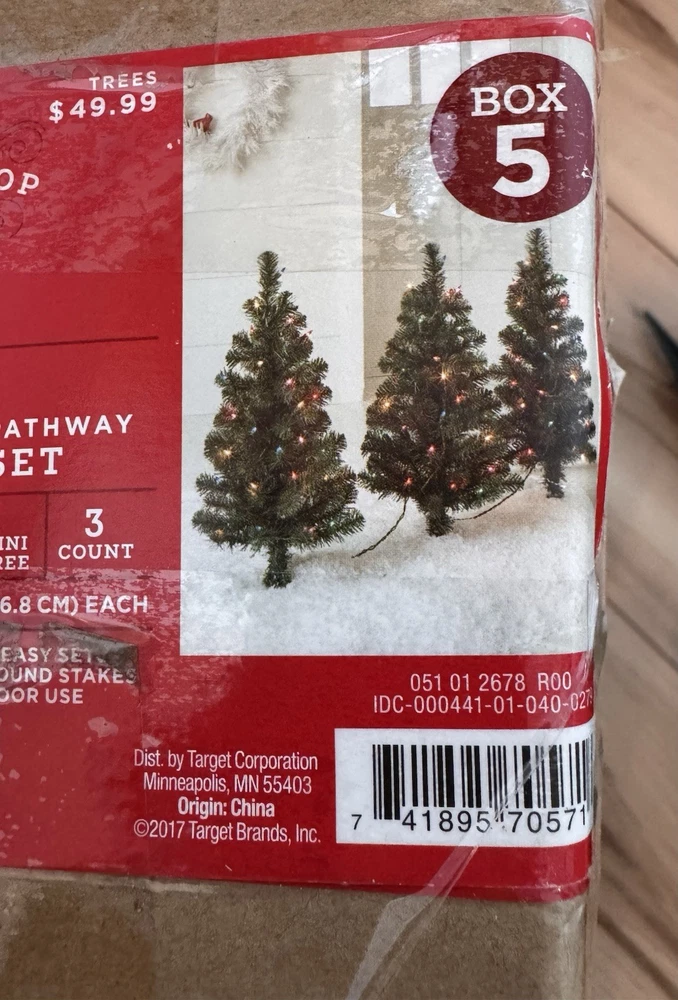 TREES
$49.99
BOX
5
OP
PATHWAY
SET
INI
REE
3
COUNT
6.8 CM) EACH
EASY SET
OUND STAKES
OOR USE
051 01 2678 R00
IDC-000441-01-040-027
Dist. by Target Corporation
Minneapolis, MN 55403
Origin: China
©2017 Target Brands, Inc.
7 41895 70571